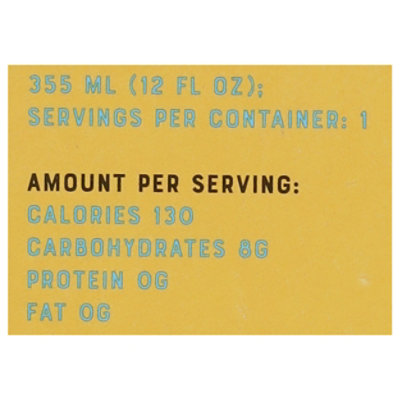 355 ML (12 FL OZ);
SERVINGS PER CONTAINER: 1
AMOUNT PER SERVING:
CALORIES 130
CARBOHYDRATES 8G
PROTEIN 0G
FAT 0G